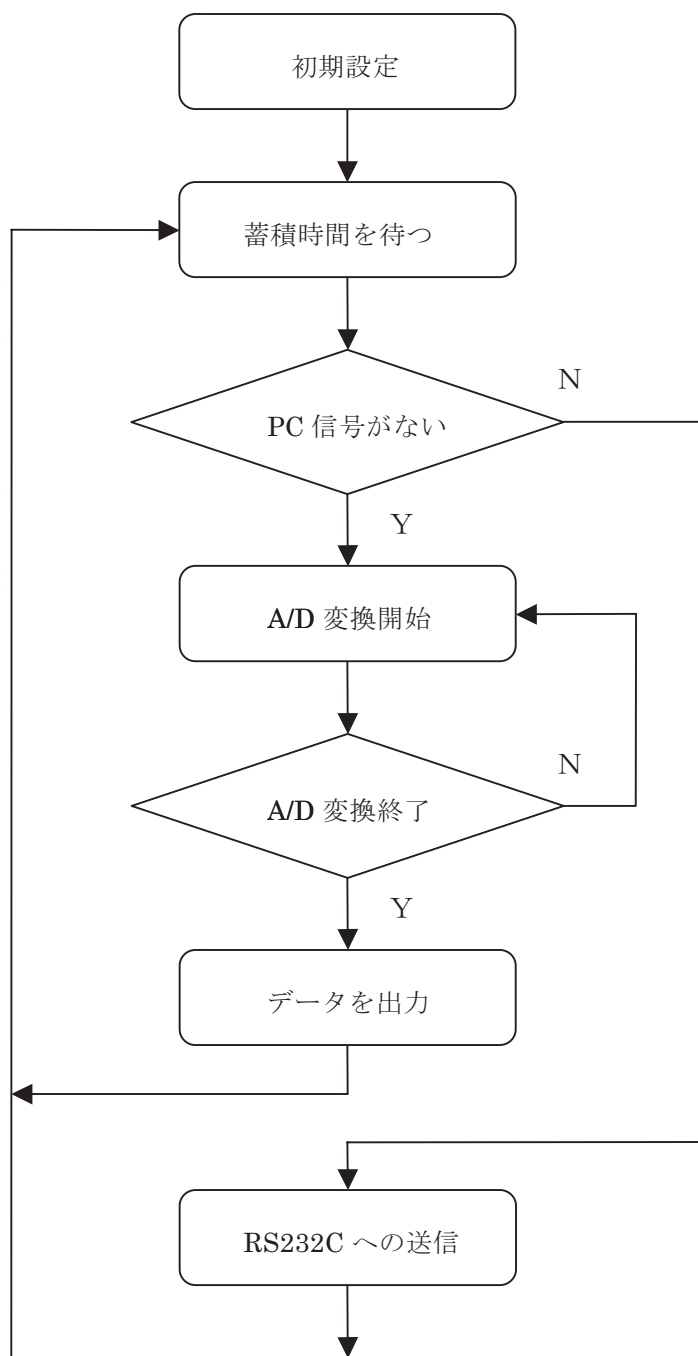 初期設定
蓄積時間を待つ
N
PC 信号がない
Y
A/D 変換開始
N
A/D 変換終了
Y
データを出力
RS232C への送信